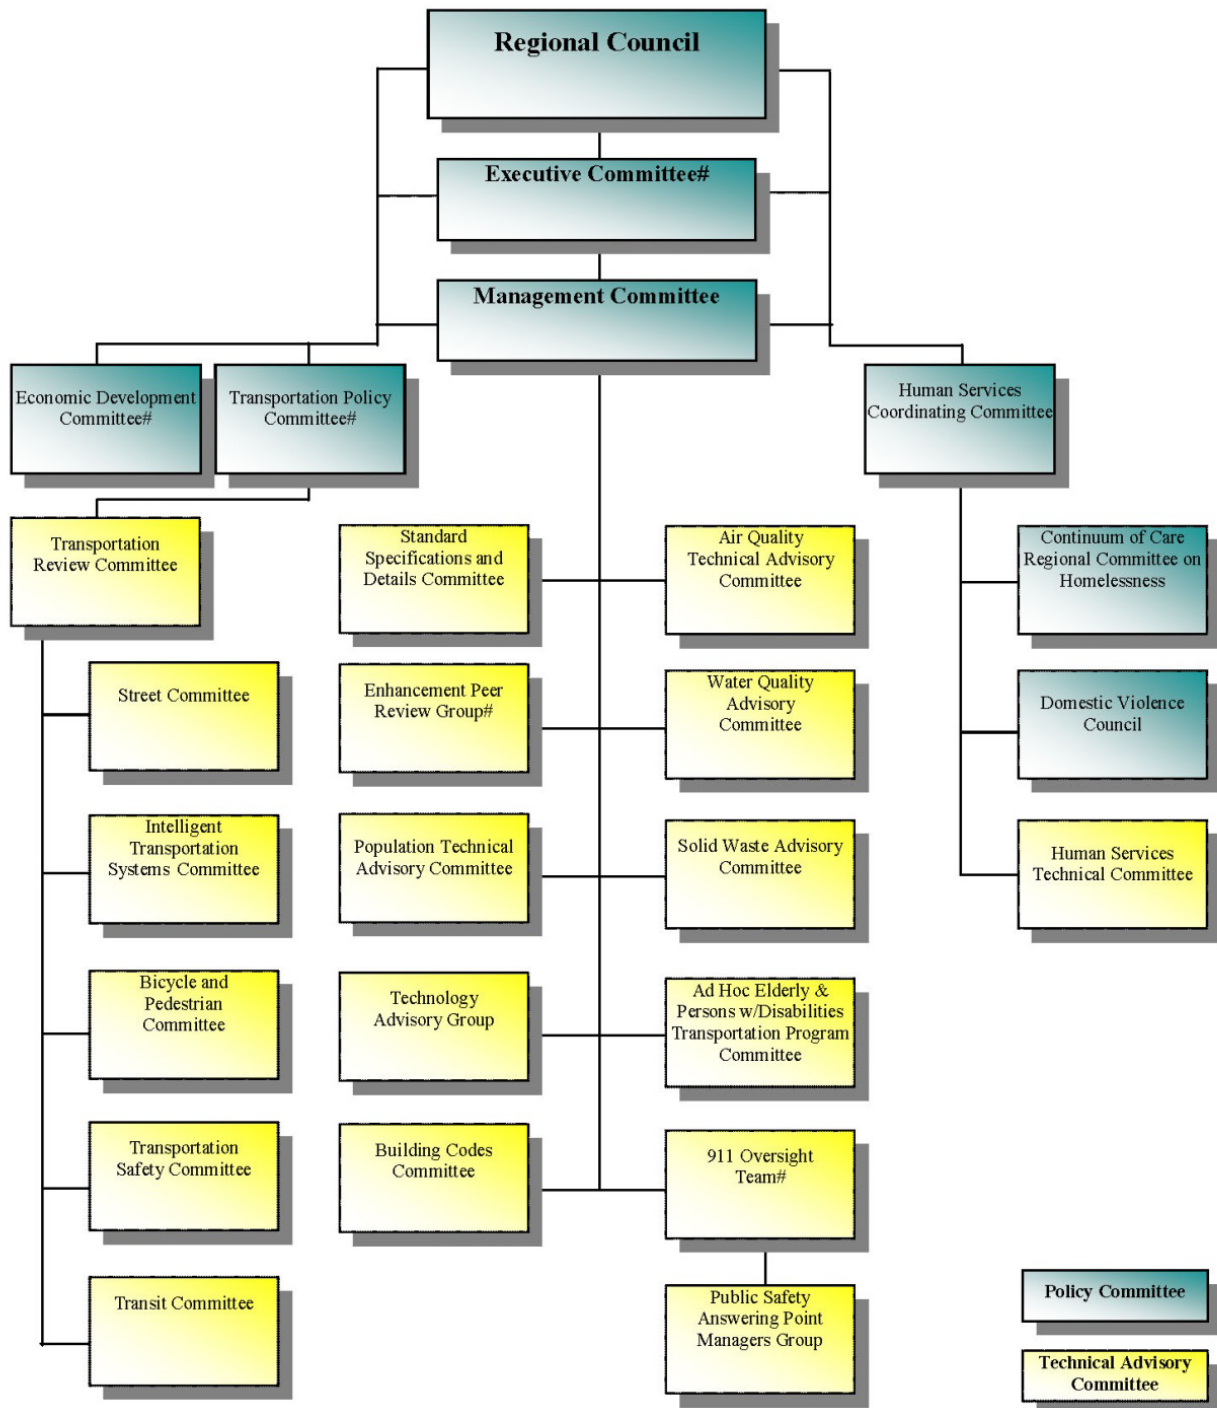 Regional Council
Executive Committee#
Management Committee
Economic Development
Committee#
Transportation Policy
Committee#
Human Services
Coordinating Committee
Transportation
Review Committee
Street Committee
Intelligent
Transportation
Systems Committee
Bicycle and
Pedestrian
Committee
Transportation
Safety Committee
Transit Committee
Standard
Specifications and
Details Committee
Enhancement Peer
Review Group#
Population Technical
Advisory Committee
Technology
Advisory Group
Building Codes
Committee
Air Quality
Technical Advisory
Committee
Water Quality
Advisory
Committee
Solid Waste Advisory
Committee
Ad Hoc Elderly &
Persons w/Disabilities
Transportation Program
Committee
911 Oversight
Team#
Public Safety
Answering Point
Managers Group
Continuum of Care
Regional Committee on
Homelessness
Domestic Violence
Council
Human Services
Technical Committee
Policy Committee
Technical Advisory
Committee